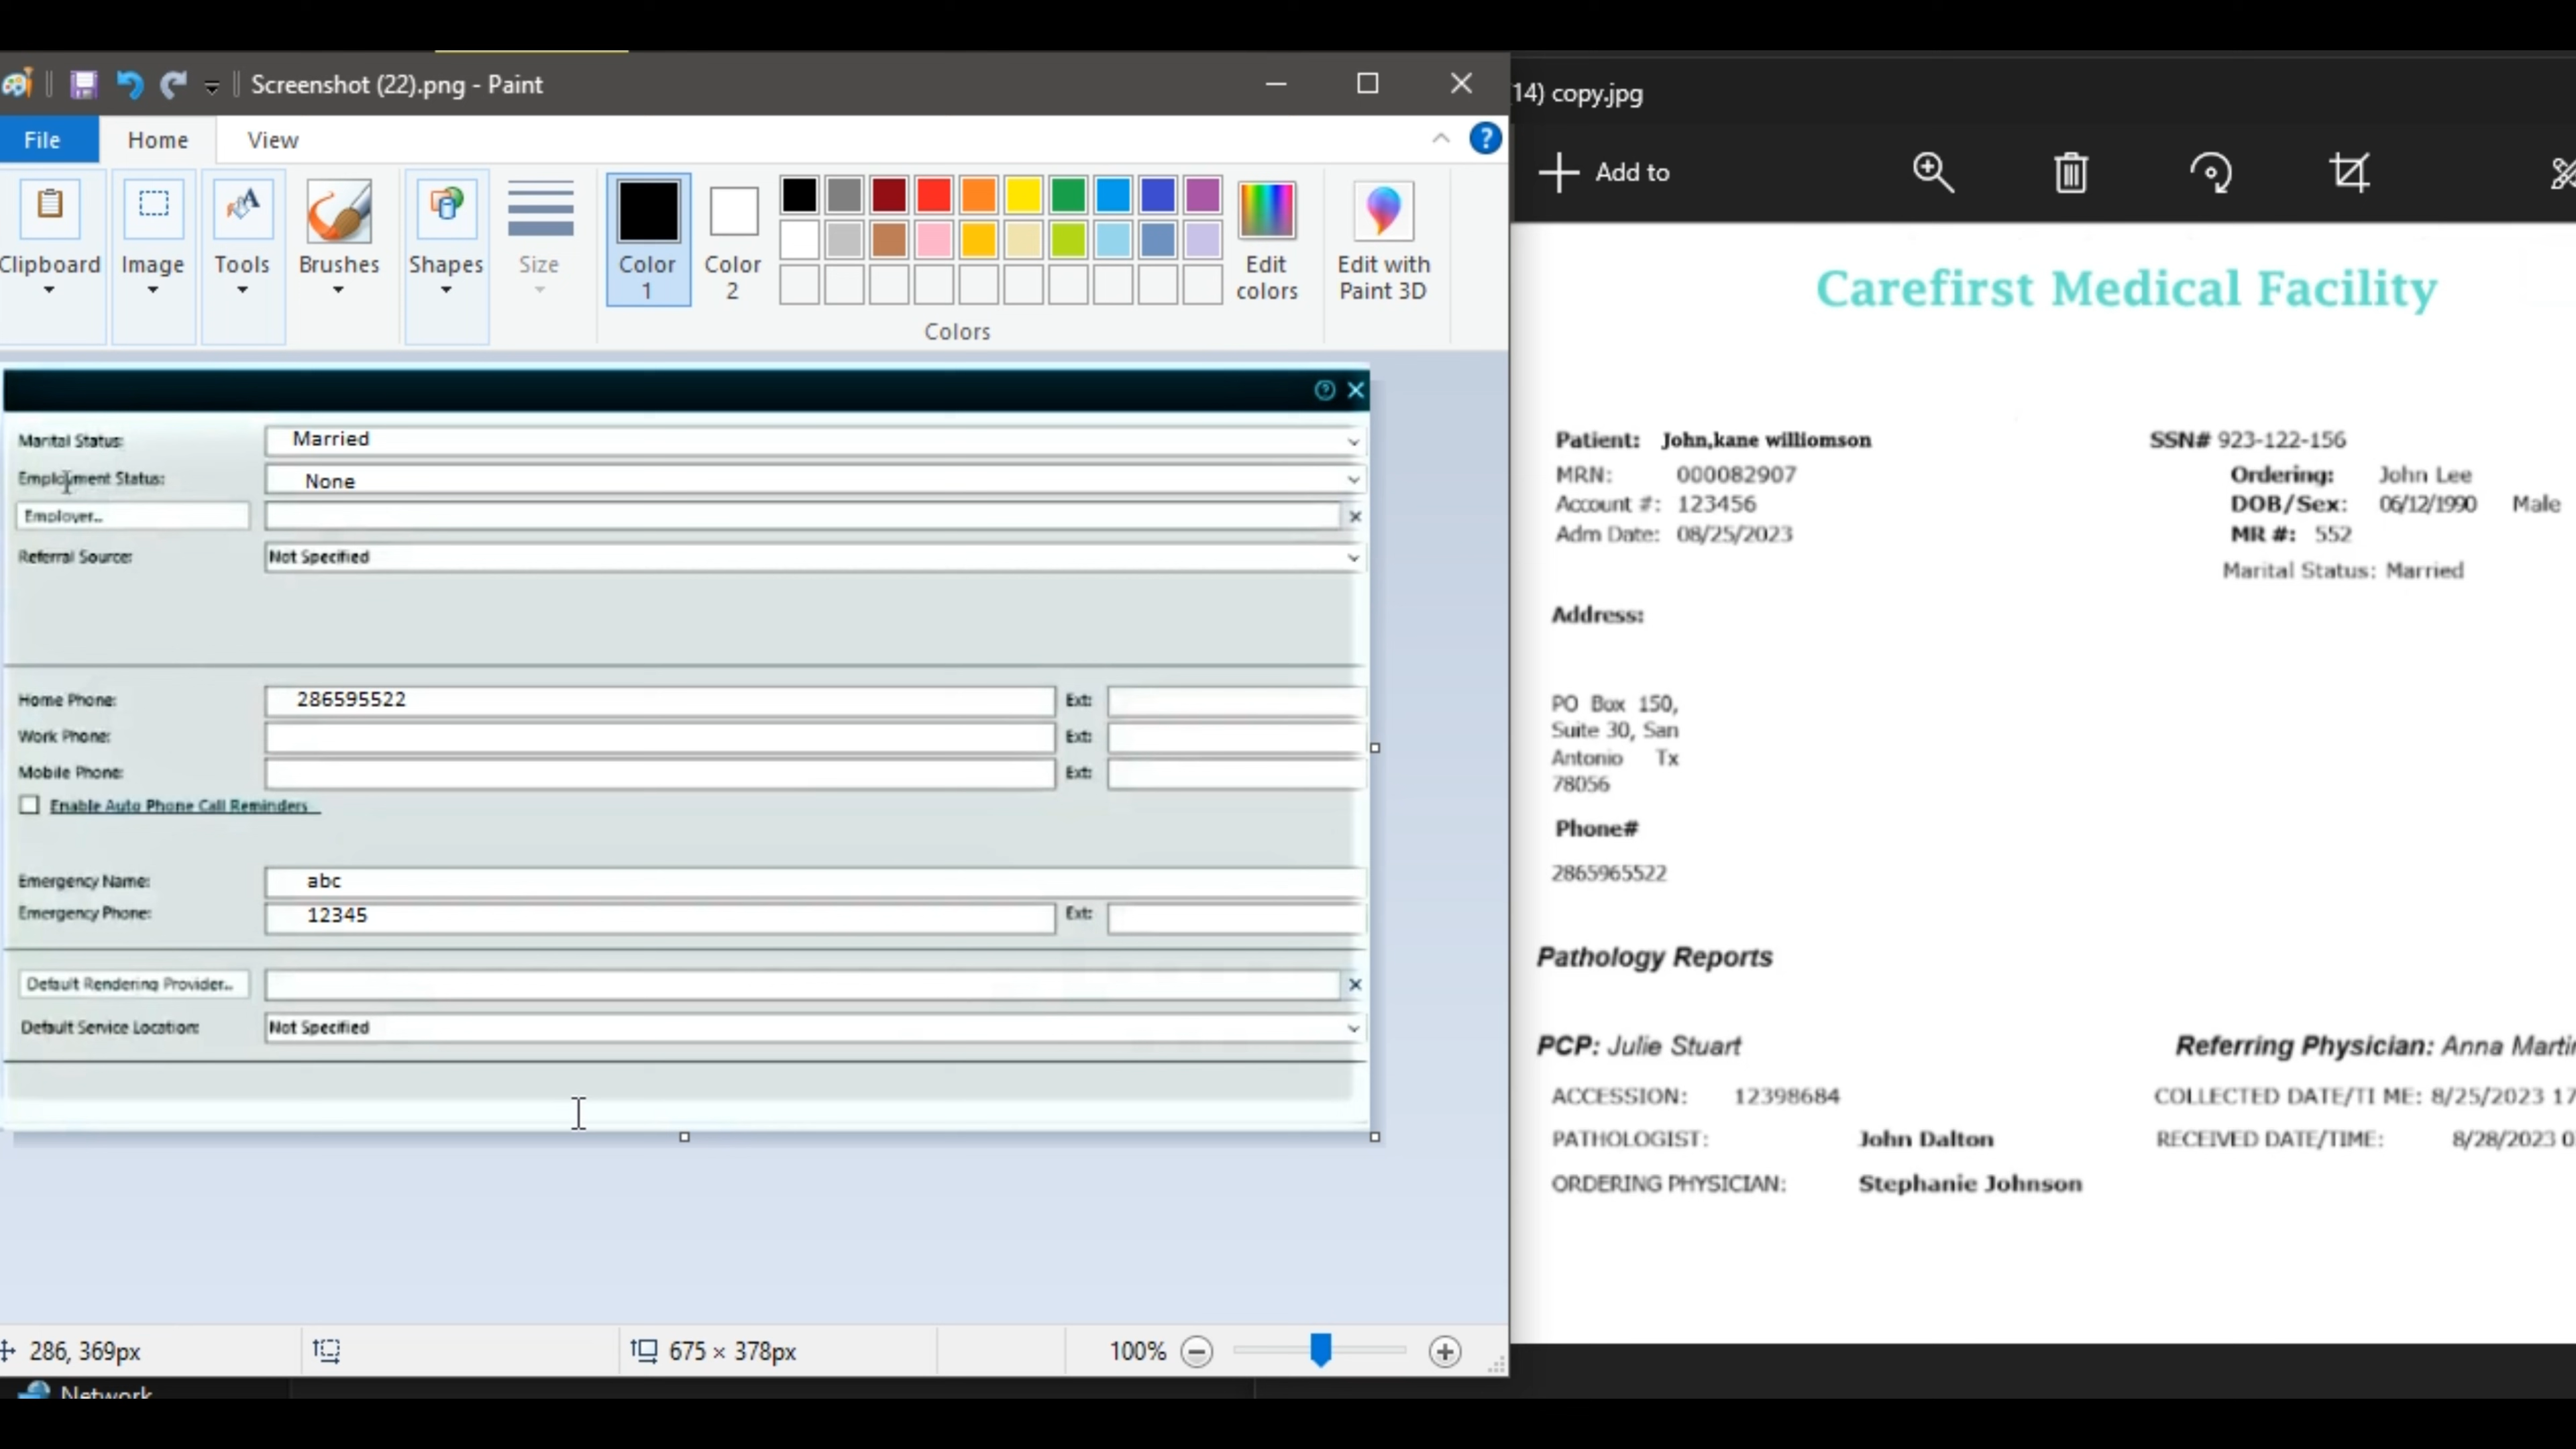 Screenshot (22).png - Paint
File Home View
Clipboard
Image
Tools
Brushes
Shapes
Size
Color
1
Color
2
Edit
colors
Edit with
Paint 3D
Colors
Marital Status: Married
Employment Status: None
Employer...
Referral Source: Not Specified
Home Phone: 286595522 Ext:
Work Phone: Ext:
Mobile Phone: Ext:
Enable Auto Phone Call Reminders
Emergency Name: abc
Emergency Phone: 12345 Ext:
Default Rendering Provider...
Default Service Location: Not Specified
286, 369px
675 × 378px
100%
Network
14) copy.jpg
Add to
Carefirst Medical Facility
Patient: John,kane williomson SSN# 923-122-156
MRN: 000082907 Ordering: John Lee
Account #: 123456 DOB/Sex: 06/12/1990 Male
Adm Date: 08/25/2023 MR #: 552
Marital Status: Married
Address:
PO Box 150,
Suite 30, San
Antonio Tx
78056
Phone#
2865965522
Pathology Reports
PCP: Julie Stuart Referring Physician: Anna Martin
ACCESSION: 12398684 COLLECTED DATE/TI ME: 8/25/2023 17
PATHOLOGIST: John Dalton RECEIVED DATE/TIME: 8/28/2023 0
ORDERING PHYSICIAN: Stephanie Johnson